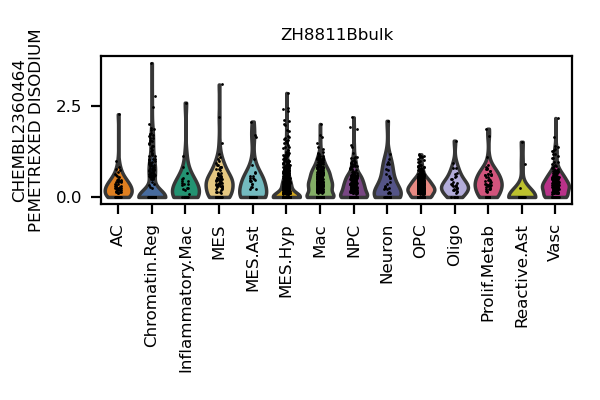 ZH8811Bbulk
CHEMBL2360464
PEMETREXED DISODIUM
2.5
0.0
AC
Chromatin.Reg
Inflammatory.Mac
MES
MES.Ast
MES.Hyp
Mac
NPC
Neuron
OPC
Oligo
Prolif.Metab
Reactive.Ast
Vasc